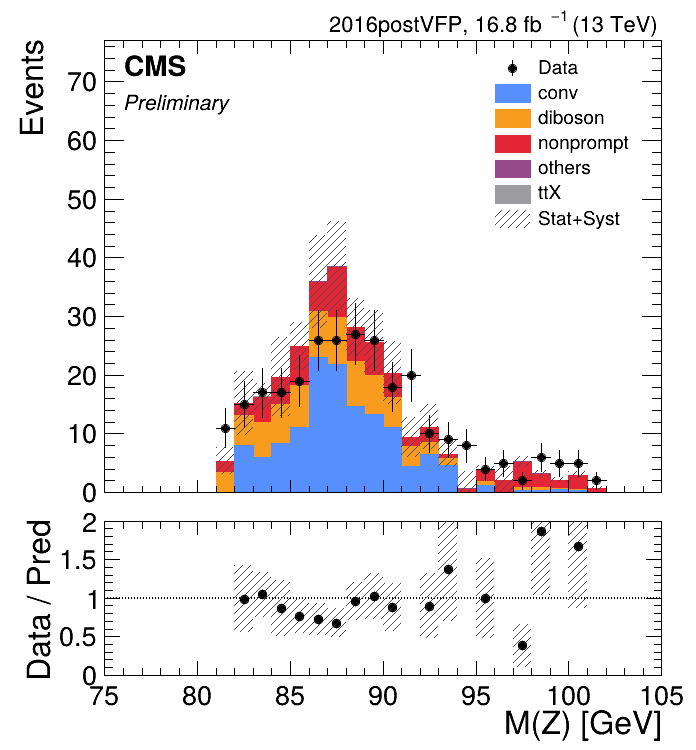 2016postVFP, 16.8 fb⁻¹ (13 TeV)
Events
CMS
Preliminary
Data
conv
diboson
nonprompt
others
ttX
Stat+Syst
70
60
50
40
30
20
10
0
Data / Pred
2
1.5
1
0.5
0
75 80 85 90 95 100 105
M(Z) [GeV]